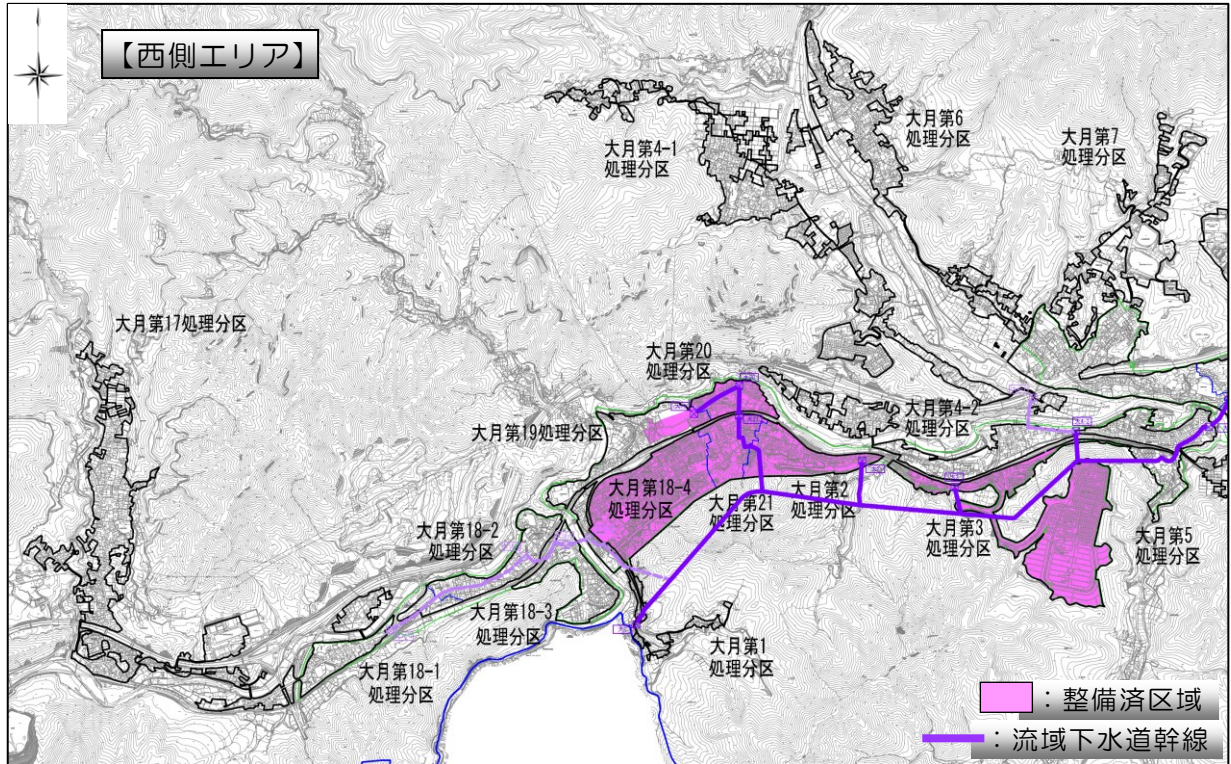 【西側エリア】
大月第6
処理分区
大月第4-1
処理分区
大月第7
処理分区
大月第17処理分区
大月第20
処理分区
大月第4-2
処理分区
大月第19処理分区
大月第18-4
処理分区
大月第21
処理分区
大月第2
処理分区
大月第3
処理分区
大月第5
処理分区
大月第18-2
処理分区
大月第18-3
処理分区
大月第18-1
処理分区
大月第1
処理分区
：整備済区域
：流域下水道幹線